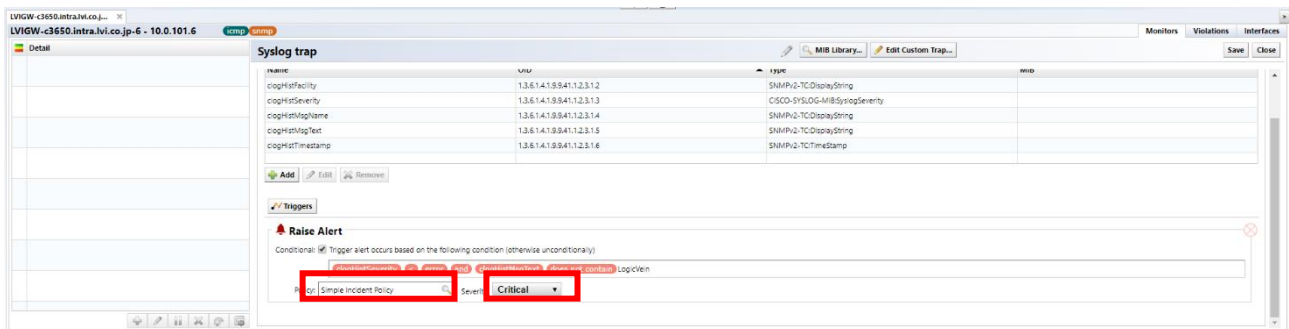 LVIGW-c3650.intra.lvi.co.j...
LVIGW-c3650.intra.lvi.co.jp-6 - 10.0.101.6 icmp snmp Monitors Violations Interfaces
Detail
Syslog trap MIB Library... Edit Custom Trap... Save Close
Name OID Type MIB
clogHistFacility 1.3.6.1.4.1.9.9.41.1.2.3.1.2 SNMPv2-TC:DisplayString
clogHistSeverity 1.3.6.1.4.1.9.9.41.1.2.3.1.3 CISCO-SYSLOG-MIB:SyslogSeverity
clogHistMsgName 1.3.6.1.4.1.9.9.41.1.2.3.1.4 SNMPv2-TC:DisplayString
clogHistMsgText 1.3.6.1.4.1.9.9.41.1.2.3.1.5 SNMPv2-TC:DisplayString
clogHistTimestamp 1.3.6.1.4.1.9.9.41.1.2.3.1.6 SNMPv2-TC:TimeStamp
Add Edit Remove
Triggers
Raise Alert
Conditional: Trigger alert occurs based on the following condition (otherwise unconditionally)
clogHistSeverity < error and clogHistMsgText does not contain LogicVein
Policy: Simple Incident Policy Severity Critical